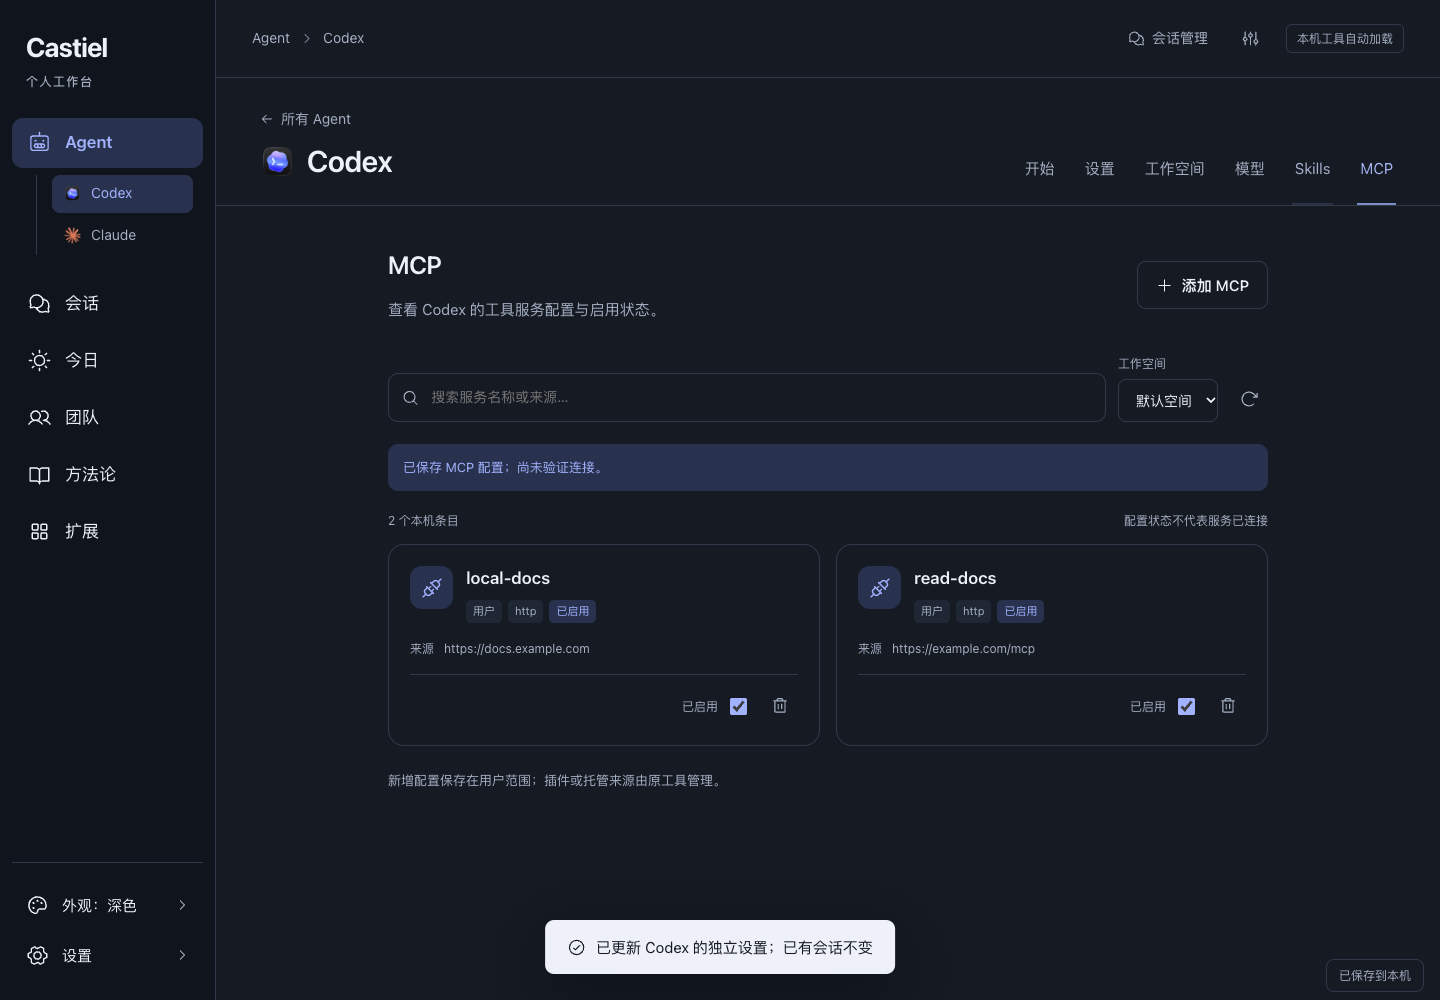 Castiel
个人工作台
Agent
Codex
Claude
会话
今日
团队
方法论
扩展
外观：深色
设置
Agent > Codex
会话管理
本机工具自动加载
← 所有 Agent
Codex
开始 设置 工作空间 模型 Skills MCP
MCP
查看 Codex 的工具服务配置与启用状态。
+ 添加 MCP
工作空间
搜索服务名称或来源...
默认空间
已保存 MCP 配置；尚未验证连接。
2 个本机条目
配置状态不代表服务已连接
local-docs
用户 http 已启用
来源 https://docs.example.com
已启用
read-docs
用户 http 已启用
来源 https://example.com/mcp
已启用
新增配置保存在用户范围；插件或托管来源由原工具管理。
已更新 Codex 的独立设置；已有会话不变
已保存到本机